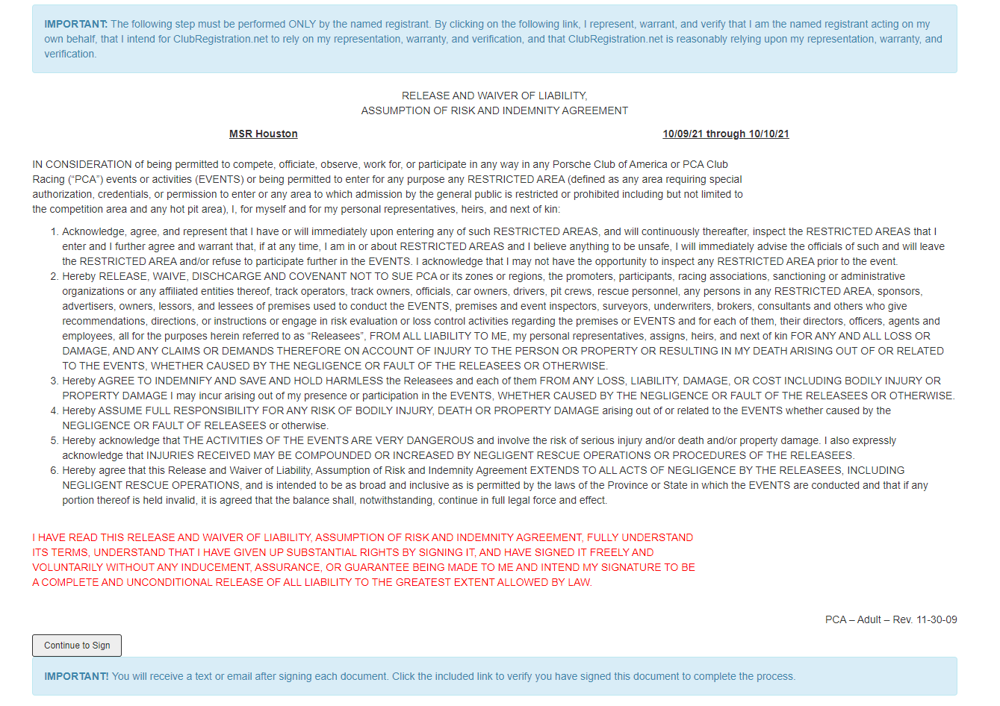 IMPORTANT: The following step must be performed ONLY by the named registrant. By clicking on the following link, I represent, warrant, and verify that I am the named registrant acting on my
own behalf, that I intend for ClubRegistration.net to rely on my representation, warranty, and verification, and that ClubRegistration.net is reasonably relying upon my representation, warranty, and
verification.
RELEASE AND WAIVER OF LIABILITY,
ASSUMPTION OF RISK AND INDEMNITY AGREEMENT
MSR Houston 10/09/21 through 10/10/21
IN CONSIDERATION of being permitted to compete, officiate, observe, work for, or participate in any way in any Porsche Club of America or PCA Club
Racing (“PCA”) events or activities (EVENTS) or being permitted to enter for any purpose any RESTRICTED AREA (defined as any area requiring special
authorization, credentials, or permission to enter or any area to which admission by the general public is restricted or prohibited including but not limited to
the competition area and any hot pit area), I, for myself and for my personal representatives, heirs, and next of kin:
1. Acknowledge, agree, and represent that I have or will immediately upon entering any of such RESTRICTED AREAS, and will continuously thereafter, inspect the RESTRICTED AREAS that I
enter and I further agree and warrant that, if at any time, I am in or about RESTRICTED AREAS and I believe anything to be unsafe, I will immediately advise the officials of such and will leave
the RESTRICTED AREA and/or refuse to participate further in the EVENTS. I acknowledge that I may not have the opportunity to inspect any RESTRICTED AREA prior to the event.
2. Hereby RELEASE, WAIVE, DISCHCARGE AND COVENANT NOT TO SUE PCA or its zones or regions, the promoters, participants, racing associations, sanctioning or administrative
organizations or any affiliated entities thereof, track operators, track owners, officials, car owners, drivers, pit crews, rescue personnel, any persons in any RESTRICTED AREA, sponsors,
advertisers, owners, lessors, and lessees of premises used to conduct the EVENTS, premises and event inspectors, surveyors, underwriters, brokers, consultants and others who give
recommendations, directions, or instructions or engage in risk evaluation or loss control activities regarding the premises or EVENTS and for each of them, their directors, officers, agents and
employees, all for the purposes herein referred to as “Releasees”, FROM ALL LIABILITY TO ME, my personal representatives, assigns, heirs, and next of kin FOR ANY AND ALL LOSS OR
DAMAGE, AND ANY CLAIMS OR DEMANDS THEREFORE ON ACCOUNT OF INJURY TO THE PERSON OR PROPERTY OR RESULTING IN MY DEATH ARISING OUT OF OR RELATED
TO THE EVENTS, WHETHER CAUSED BY THE NEGLIGENCE OR FAULT OF THE RELEASEES OR OTHERWISE.
3. Hereby AGREE TO INDEMNIFY AND SAVE AND HOLD HARMLESS the Releasees and each of them FROM ANY LOSS, LIABILITY, DAMAGE, OR COST INCLUDING BODILY INJURY OR
PROPERTY DAMAGE I may incur arising out of my presence or participation in the EVENTS, WHETHER CAUSED BY THE NEGLIGENCE OR FAULT OF THE RELEASEES OR OTHERWISE.
4. Hereby ASSUME FULL RESPONSIBILITY FOR ANY RISK OF BODILY INJURY, DEATH OR PROPERTY DAMAGE arising out of or related to the EVENTS whether caused by the
NEGLIGENCE OR FAULT OF RELEASEES or otherwise.
5. Hereby acknowledge that THE ACTIVITIES OF THE EVENTS ARE VERY DANGEROUS and involve the risk of serious injury and/or death and/or property damage. I also expressly
acknowledge that INJURIES RECEIVED MAY BE COMPOUNDED OR INCREASED BY NEGLIGENT RESCUE OPERATIONS OR PROCEDURES OF THE RELEASEES.
6. Hereby agree that this Release and Waiver of Liability, Assumption of Risk and Indemnity Agreement EXTENDS TO ALL ACTS OF NEGLIGENCE BY THE RELEASEES, INCLUDING
NEGLIGENT RESCUE OPERATIONS, and is intended to be as broad and inclusive as is permitted by the laws of the Province or State in which the EVENTS are conducted and that if any
portion thereof is held invalid, it is agreed that the balance shall, notwithstanding, continue in full legal force and effect.
I HAVE READ THIS RELEASE AND WAIVER OF LIABILITY, ASSUMPTION OF RISK AND INDEMNITY AGREEMENT, FULLY UNDERSTAND
ITS TERMS, UNDERSTAND THAT I HAVE GIVEN UP SUBSTANTIAL RIGHTS BY SIGNING IT, AND HAVE SIGNED IT FREELY AND
VOLUNTARILY WITHOUT ANY INDUCEMENT, ASSURANCE, OR GUARANTEE BEING MADE TO ME AND INTEND MY SIGNATURE TO BE
A COMPLETE AND UNCONDITIONAL RELEASE OF ALL LIABILITY TO THE GREATEST EXTENT ALLOWED BY LAW.
PCA – Adult – Rev. 11-30-09
Continue to Sign
IMPORTANT! You will receive a text or email after signing each document. Click the included link to verify you have signed this document to complete the process.